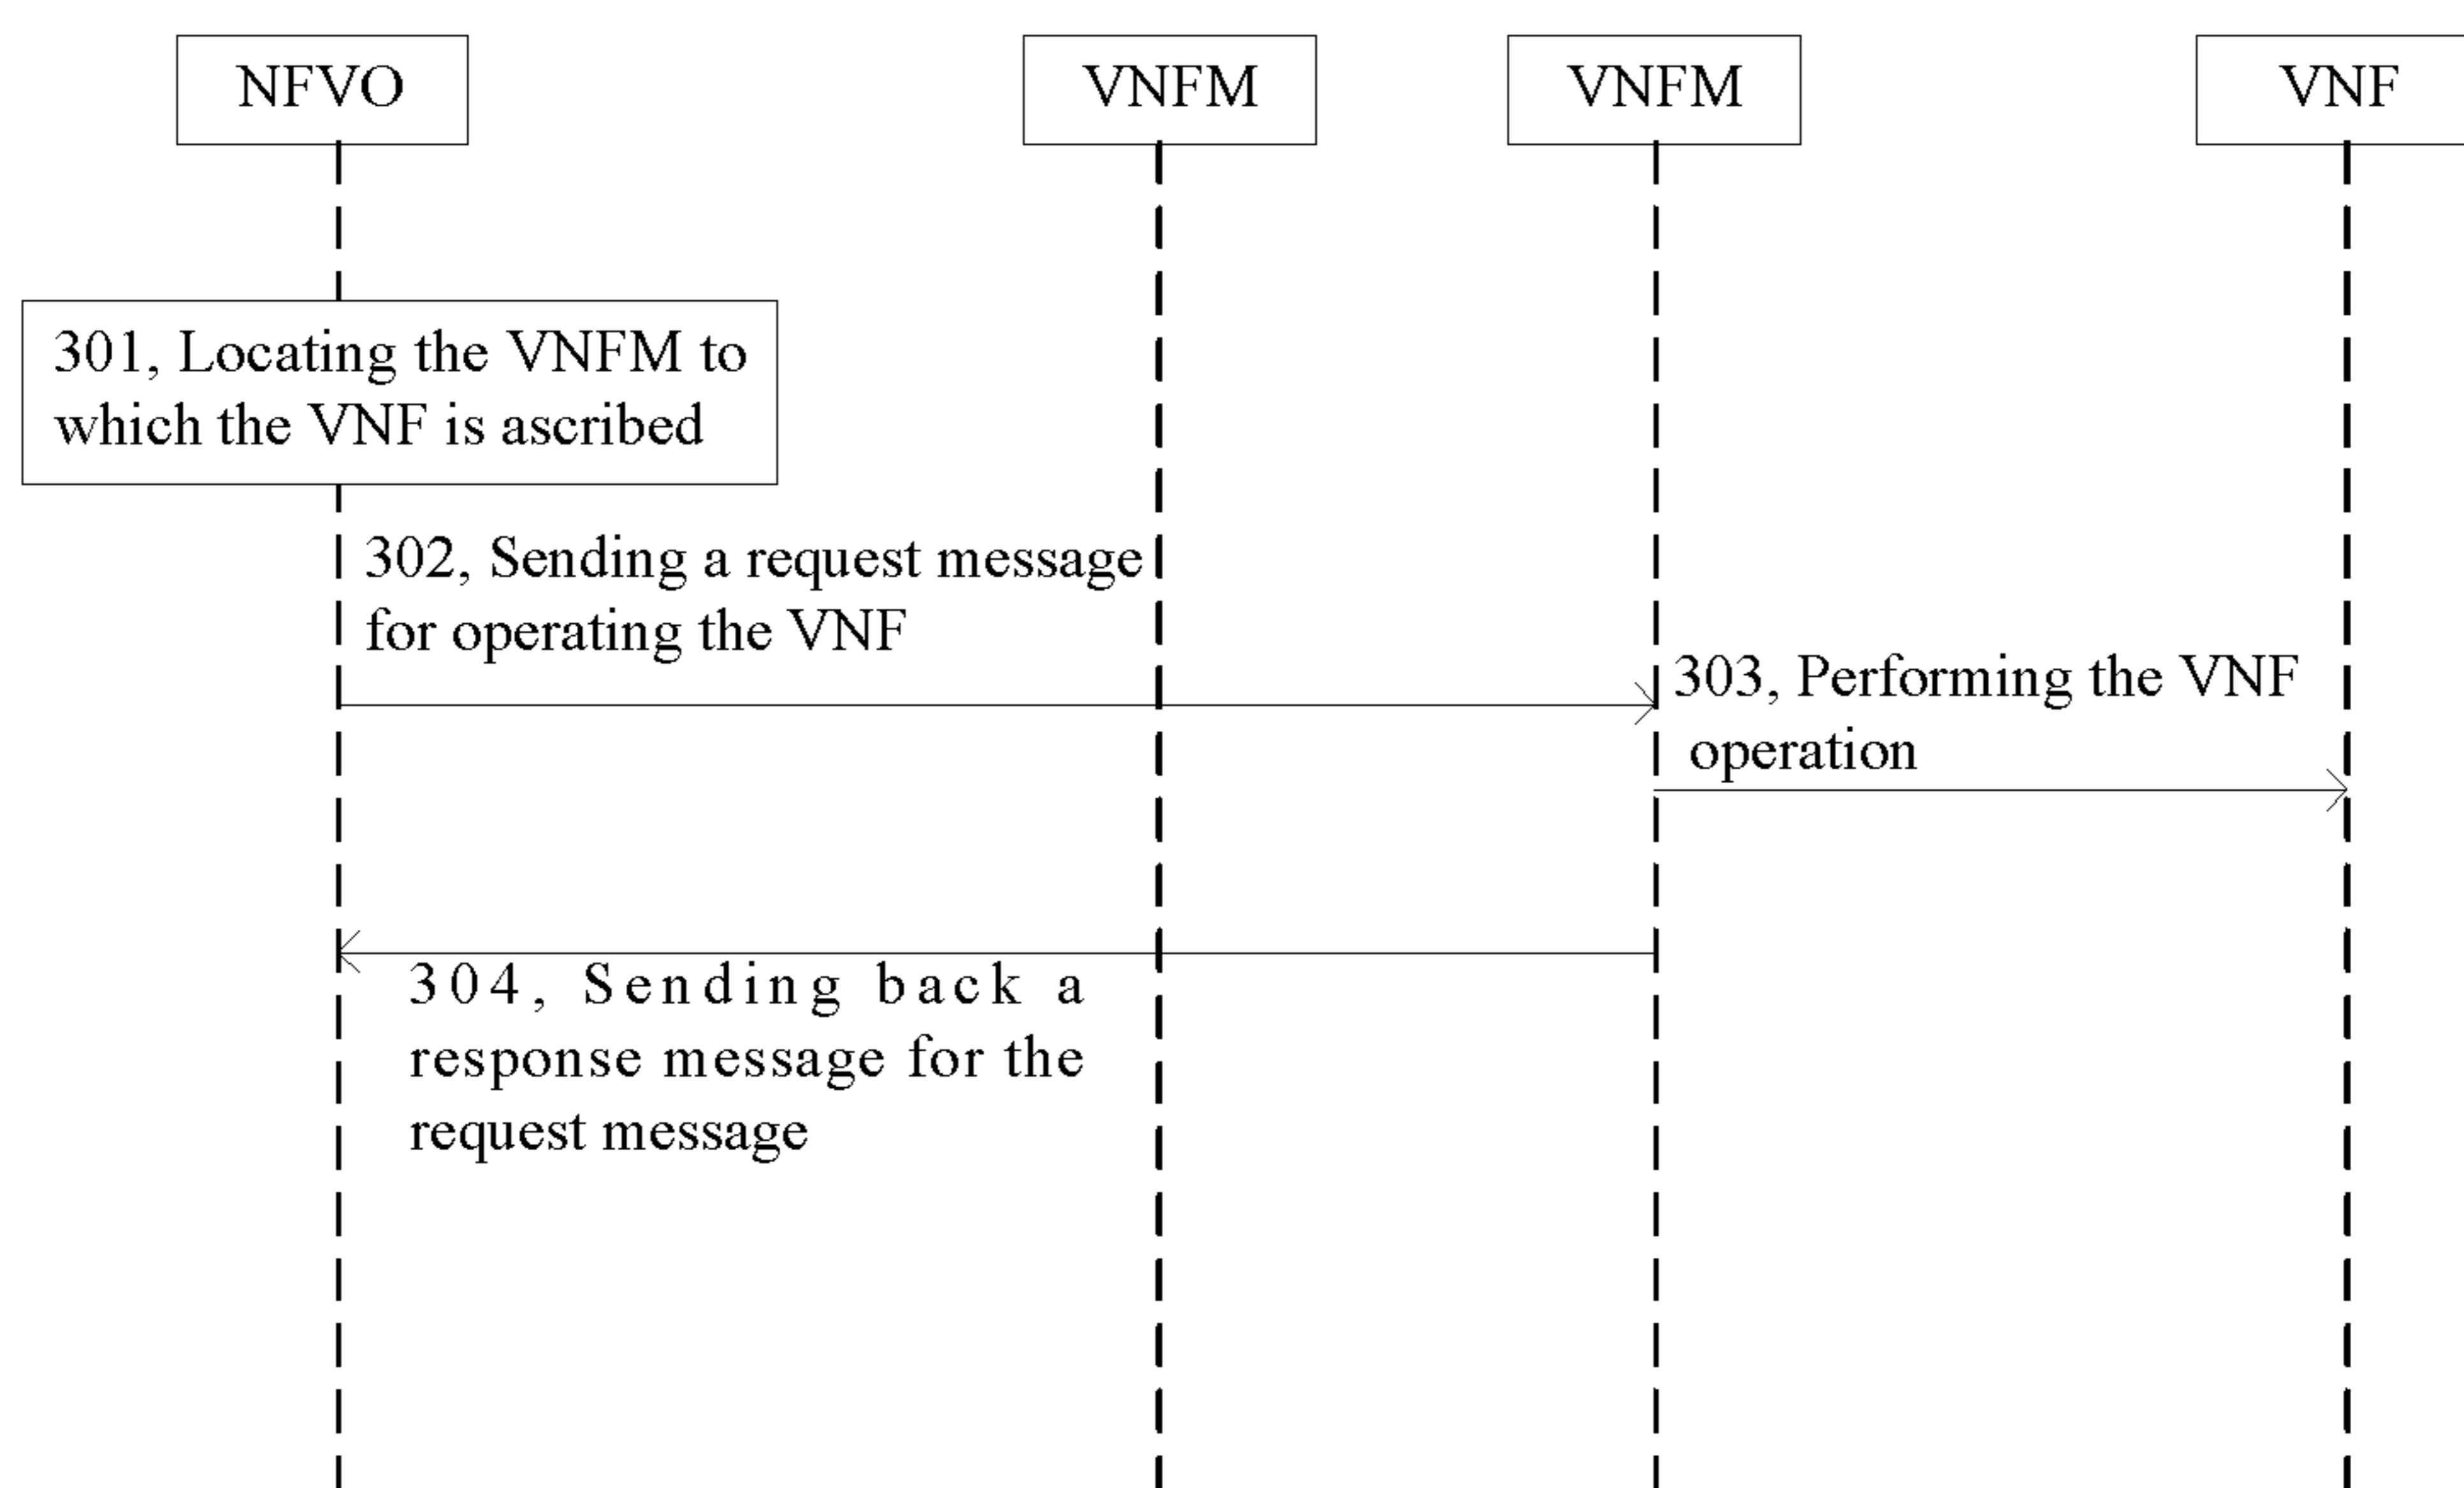 NFVO
VNFM
VNFM
VNF
301, Locating the VNFM to
which the VNF is ascribed
302, Sending a request message
for operating the VNF
303, Performing the VNF
operation
304, Sending back a
response message for the
request message